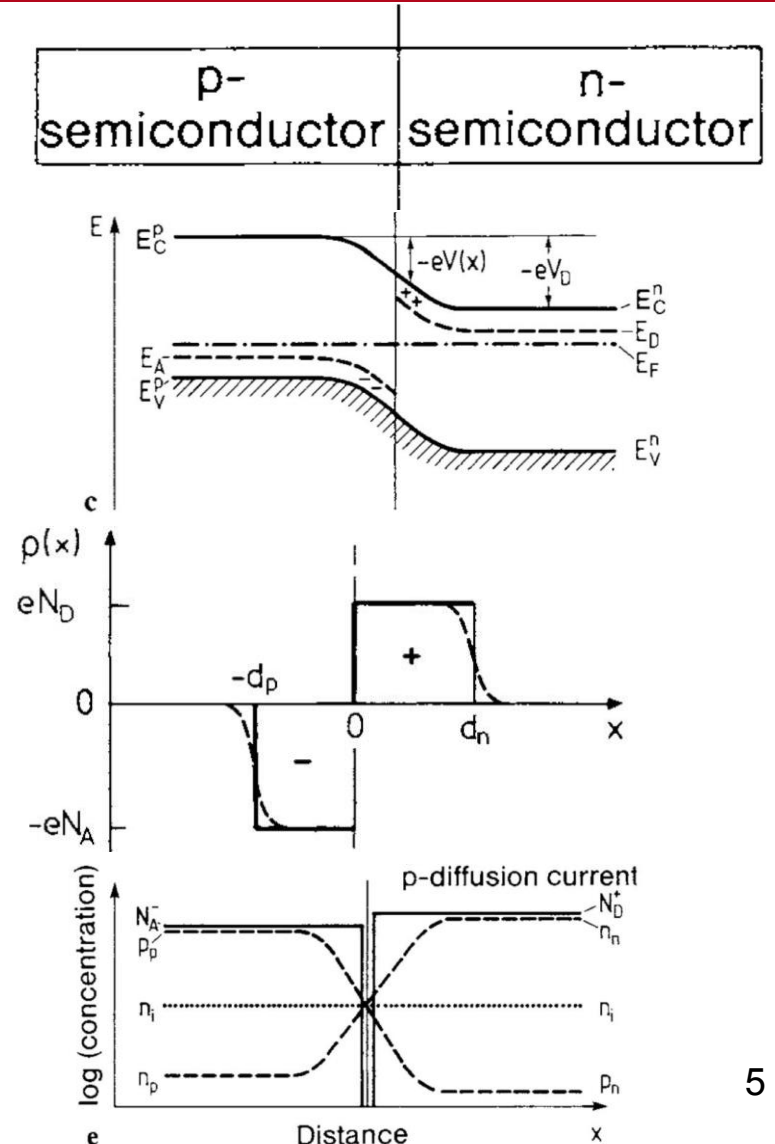 p-
semiconductor
n-
semiconductor
E
E_C^p
-eV(x)
-eV_D
E_C^n
E_D
E_A
E_F
E_V^p
E_V^n
c
ρ(x)
eN_D
+
-d_p
0
0
d_n
x
-
-eN_A
p-diffusion current
log (concentration)
N_A^-
p_p
n_i
n_p
N_D^+
n_n
n_i
p_n
e
Distance
x
5